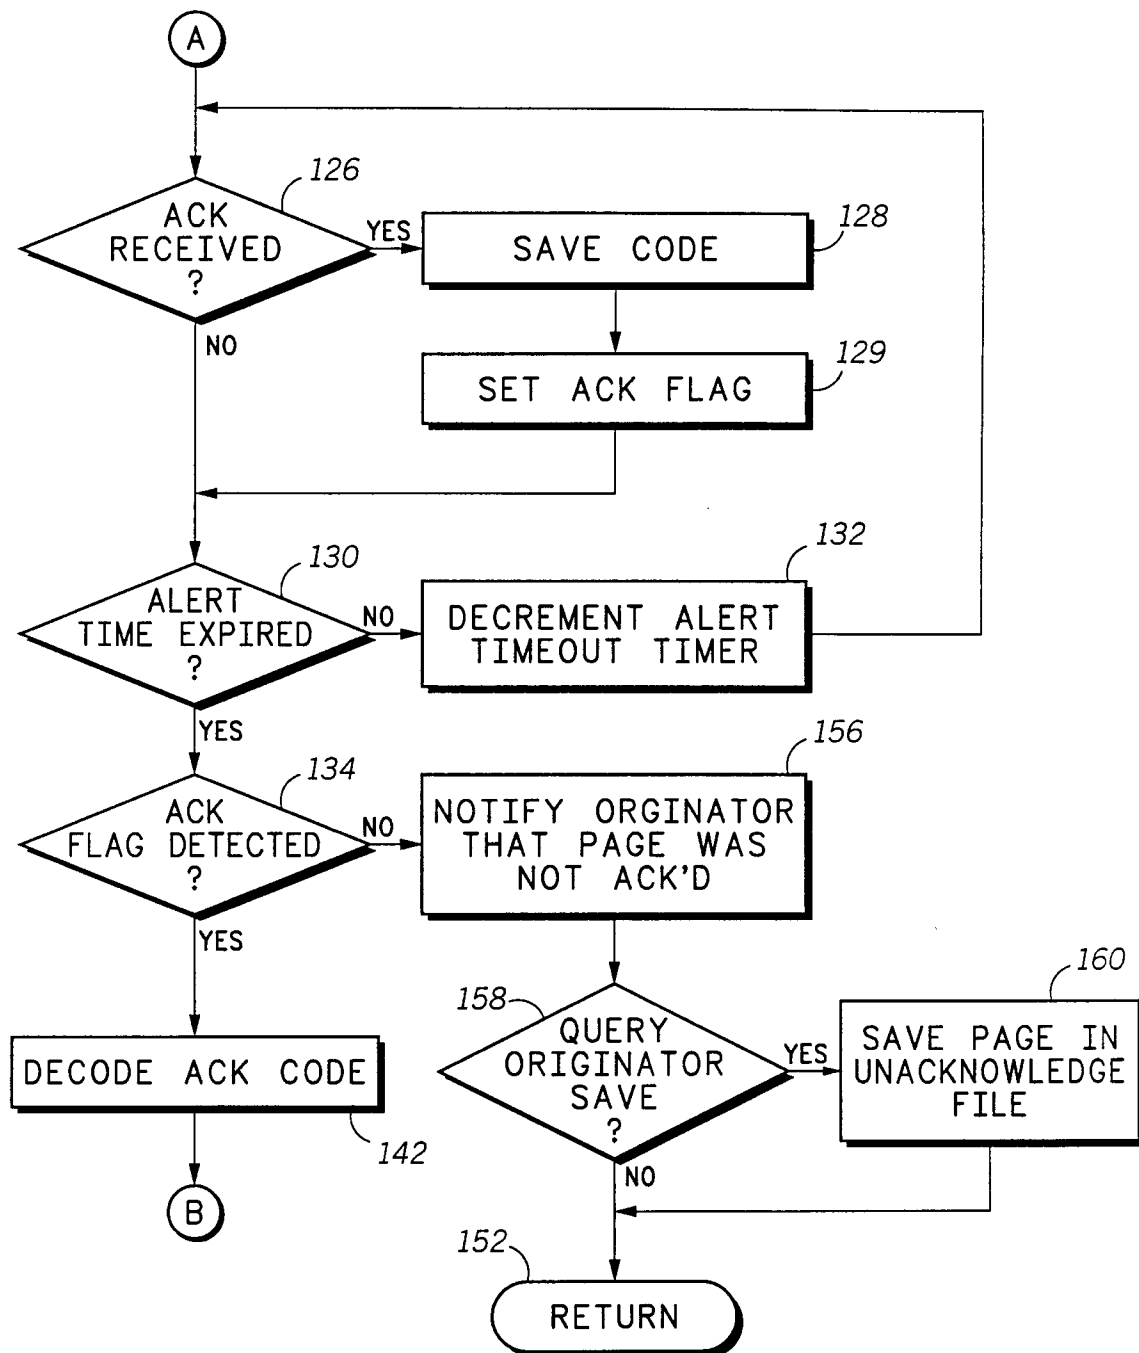 A
126
ACK
RECEIVED
?
YES
NO
SAVE CODE
128
SET ACK FLAG
129
130
ALERT
TIME EXPIRED
?
NO
YES
DECREMENT ALERT
TIMEOUT TIMER
132
134
ACK
FLAG DETECTED
?
NO
YES
NOTIFY ORGINATOR
THAT PAGE WAS
NOT ACK'D
156
158
QUERY
ORIGINATOR
SAVE
?
YES
NO
SAVE PAGE IN
UNACKNOWLEDGE
FILE
160
DECODE ACK CODE
142
B
152
RETURN